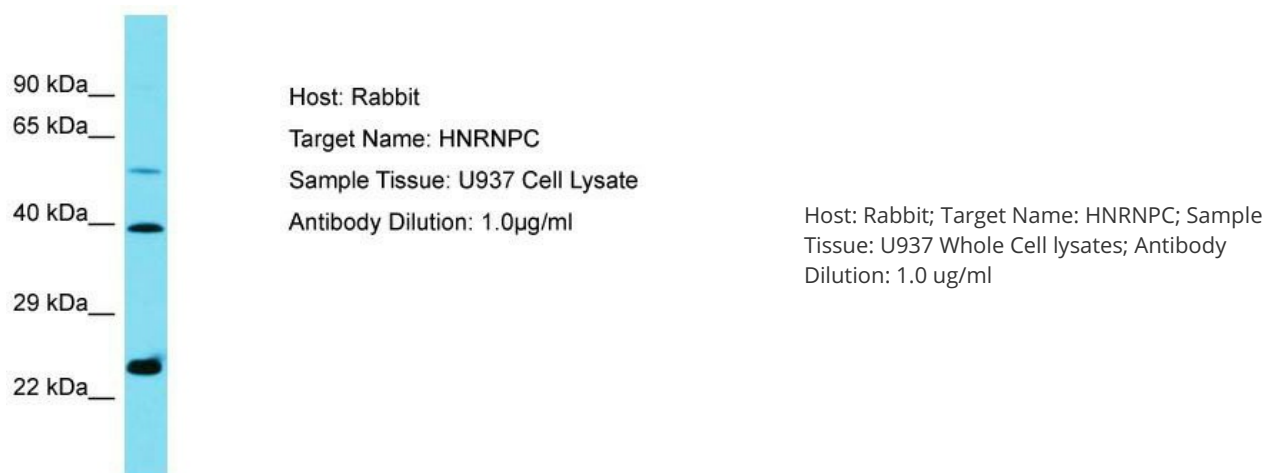 90 kDa__
65 kDa__
40 kDa__
29 kDa__
22 kDa__
Host: Rabbit
Target Name: HNRNPC
Sample Tissue: U937 Cell Lysate
Antibody Dilution: 1.0µg/ml
Host: Rabbit; Target Name: HNRNPC; Sample
Tissue: U937 Whole Cell lysates; Antibody
Dilution: 1.0 ug/ml